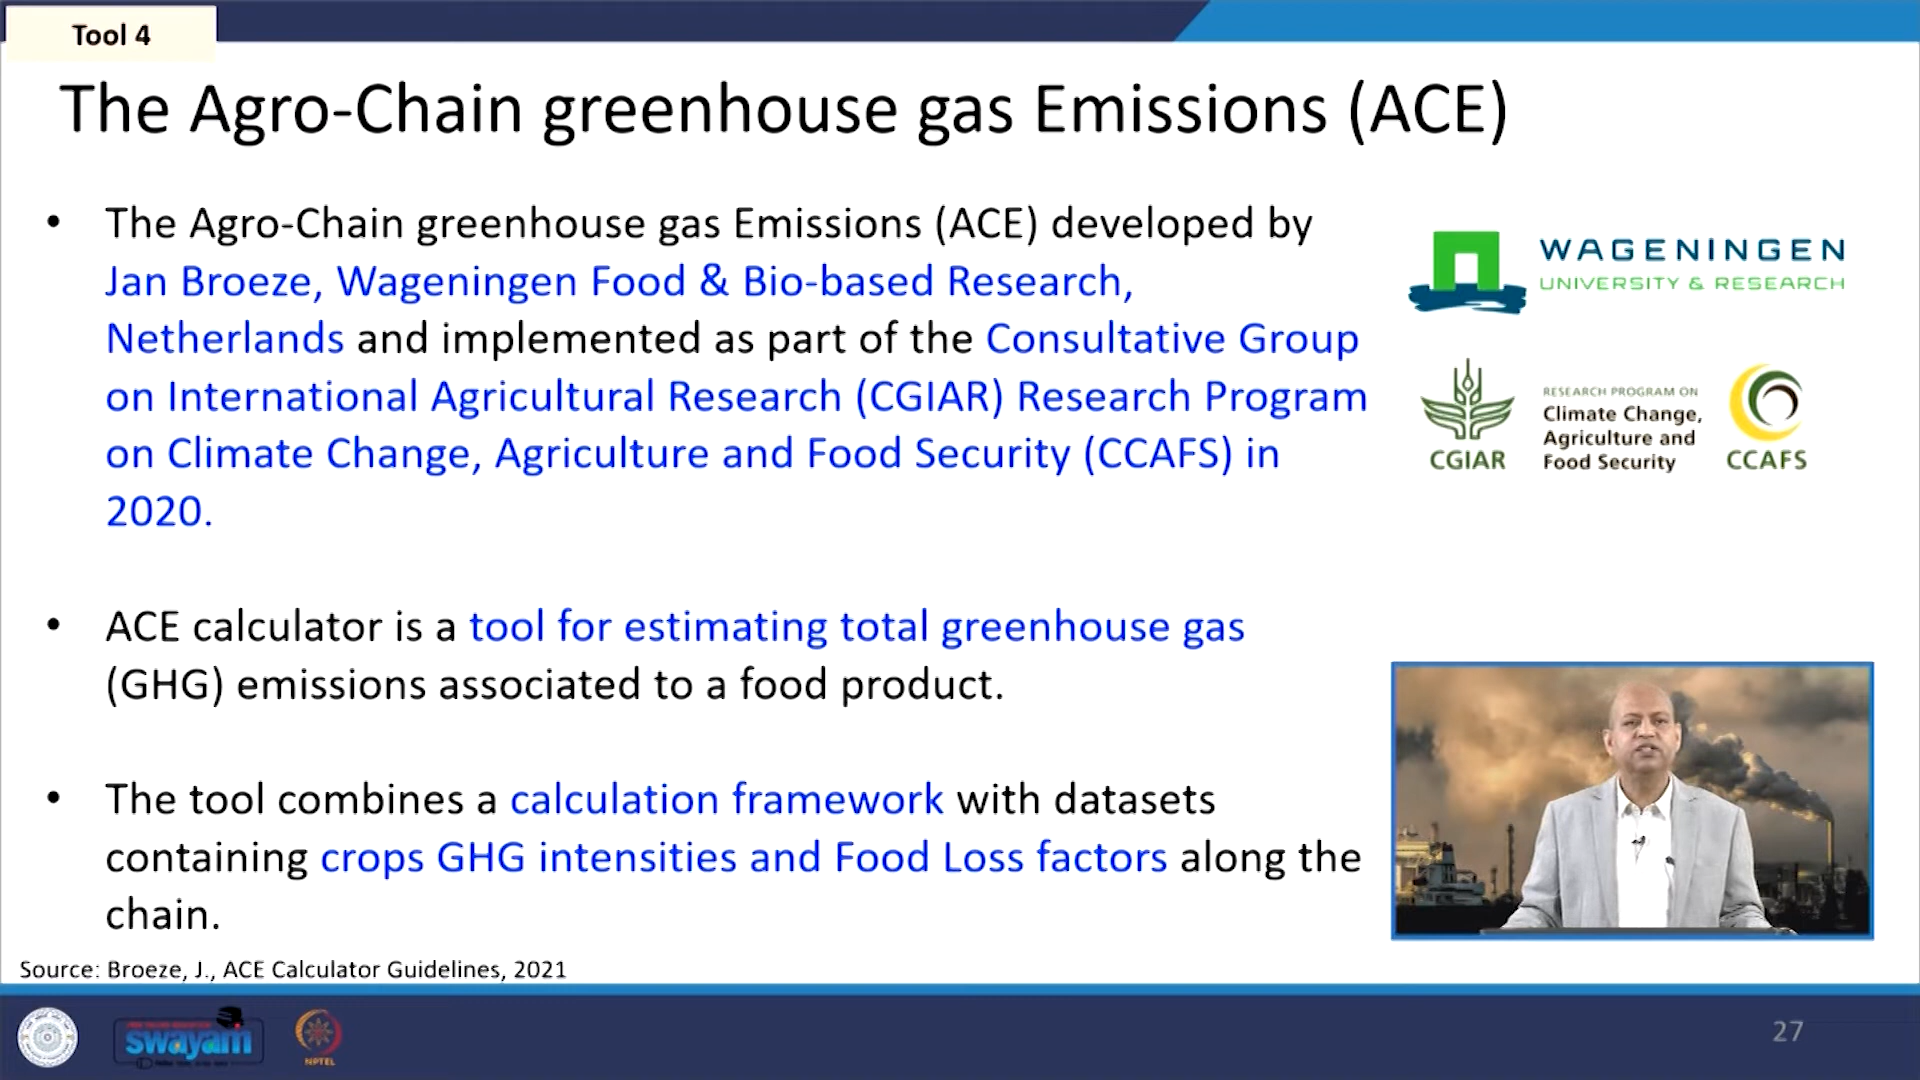 Tool 4
The Agro-Chain greenhouse gas Emissions (ACE)
• The Agro-Chain greenhouse gas Emissions (ACE) developed by
Jan Broeze, Wageningen Food & Bio-based Research,
Netherlands and implemented as part of the Consultative Group
on International Agricultural Research (CGIAR) Research Program
on Climate Change, Agriculture and Food Security (CCAFS) in
2020.
• ACE calculator is a tool for estimating total greenhouse gas
(GHG) emissions associated to a food product.
• The tool combines a calculation framework with datasets
containing crops GHG intensities and Food Loss factors along the
chain.
WAGENINGEN
UNIVERSITY & RESEARCH
CGIAR
RESEARCH PROGRAM ON
Climate Change,
Agriculture and
Food Security
CCAFS
Source: Broeze, J., ACE Calculator Guidelines, 2021
swayam
NPTEL
27